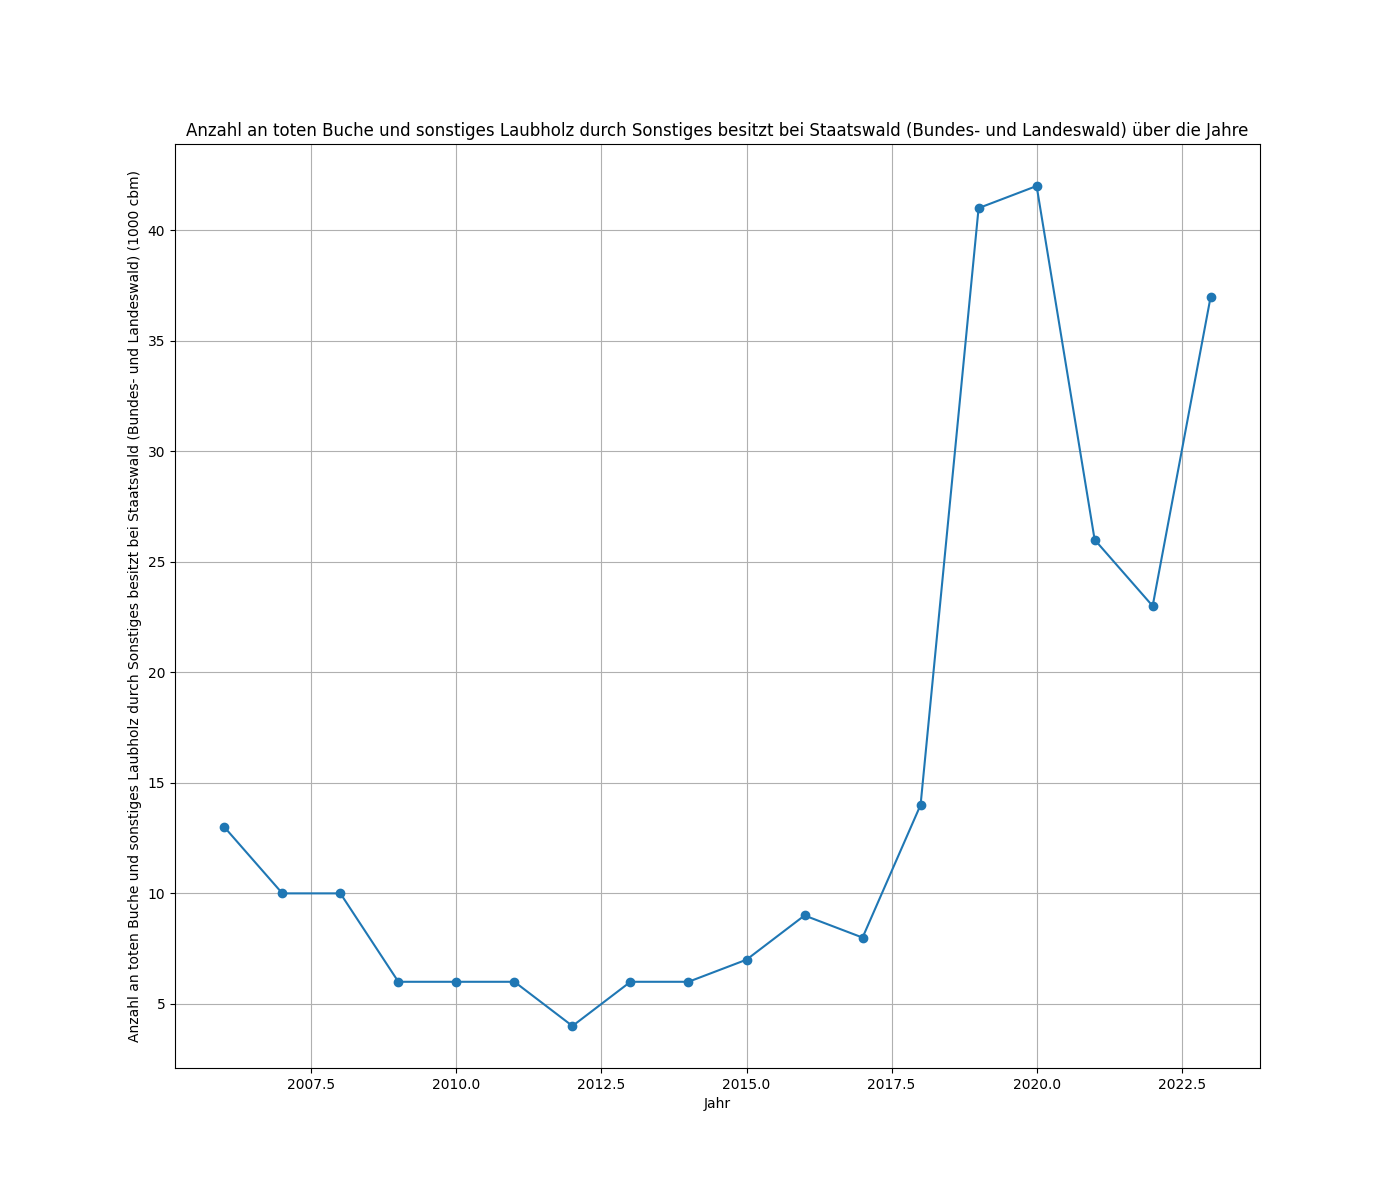 Anzahl an toten Buche und sonstiges Laubholz durch Sonstiges besitzt bei Staatswald (Bundes- und Landeswald) über die Jahre
Anzahl an toten Buche und sonstiges Laubholz durch Sonstiges besitzt bei Staatswald (Bundes- und Landeswald) (1000 cbm)
40
35
30
25
20
15
10
5
2007.5 2010.0 2012.5 2015.0 2017.5 2020.0 2022.5
Jahr